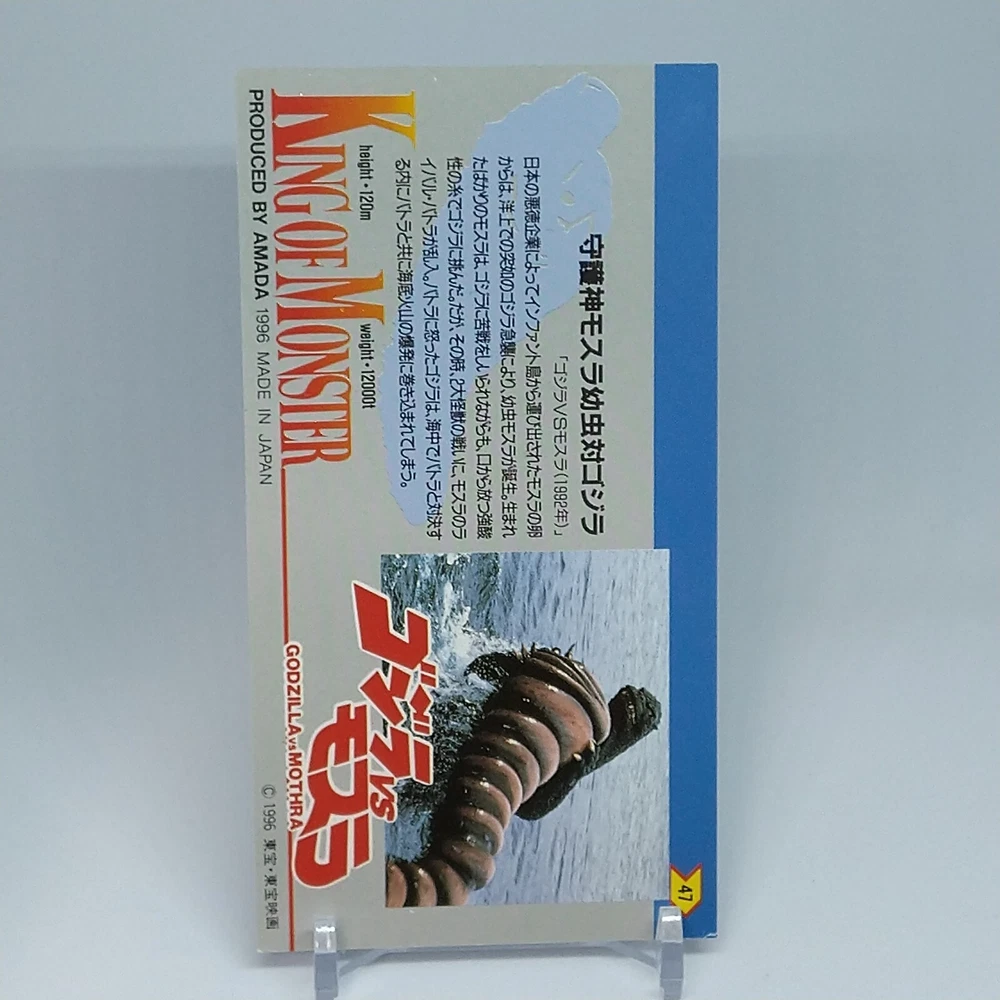 47
守護神モスラ幼虫対ゴジラ
「ゴジラVSモスラ(1992年)」
日本の悪徳企業によってインファント島から運び出されたモスラの卵
からは、洋上での突如のゴジラ急襲により、幼虫モスラが誕生。生まれ
たばかりのモスラは、ゴジラに苦戦をしいられながらも、口から放つ強酸
性の糸でゴジラに挑んだ。だが、その時、2大怪獣の戦いに、モスラのラ
イバル・バトラが乱入。バトラに怒ったゴジラは、海中でバトラと対決す
る内にバトラと共に海底火山の爆発に巻き込まれてしまう。
height・120m weight・12000t
KING OF MONSTER
ゴジラVSモスラ
GODZILLA vs MOTHRA
PRODUCED BY AMADA 1996 MADE IN JAPAN
© 1996 東宝・東宝映画